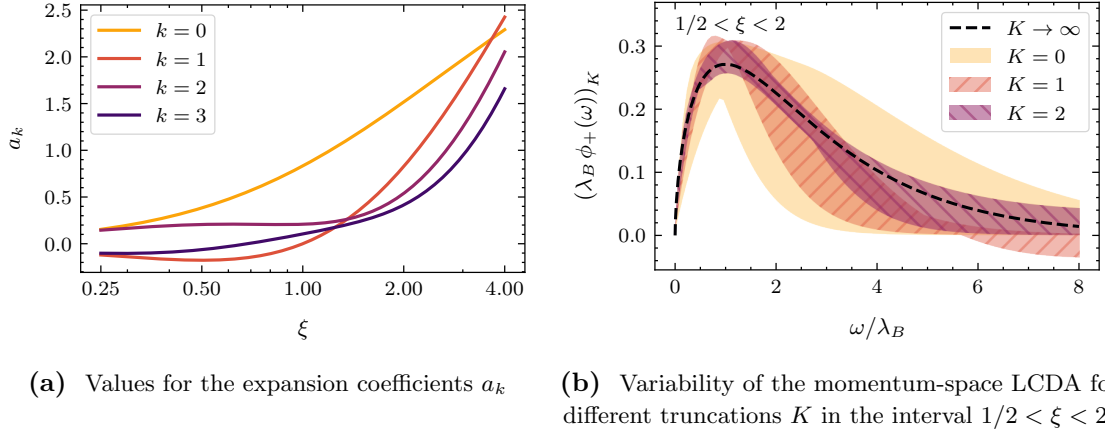 2.5
2.0
1.5
1.0
0.5
0.0
a_k
k = 0
k = 1
k = 2
k = 3
0.25 0.50 1.00 2.00 4.00
ξ
(a) Values for the expansion coefficients a_k
0.3
0.2
0.1
0.0
(λ_B ϕ_+(ω))_K
1/2 < ξ < 2
K → ∞
K = 0
K = 1
K = 2
0 2 4 6 8
ω/λ_B
(b) Variability of the momentum-space LCDA fo
different truncations K in the interval 1/2 < ξ < 2